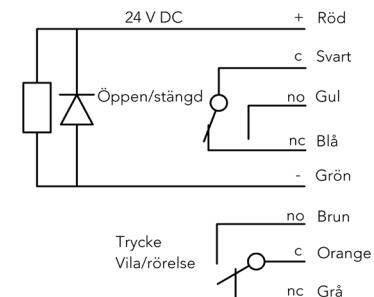 24 V DC + Röd
c Svart
Öppen/stängd no Gul
nc Blå
- Grön
no Brun
Trycke
Vila/rörelse c Orange
nc Grå